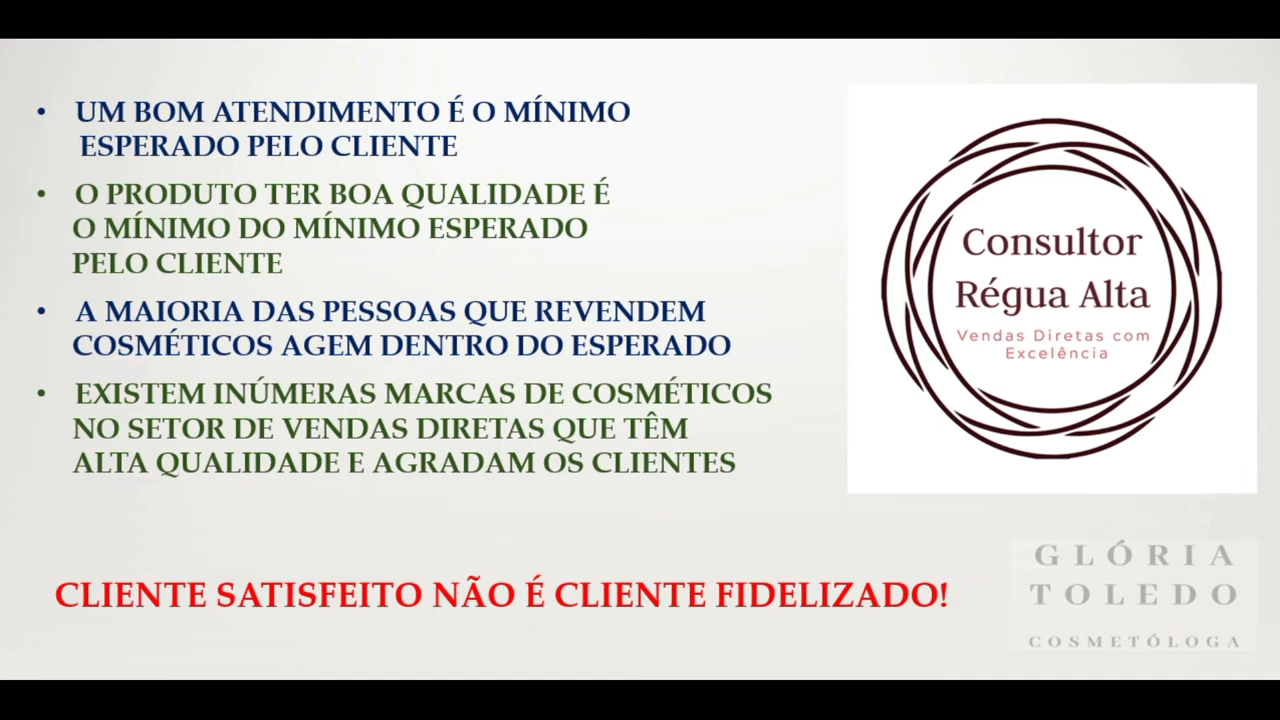 • UM BOM ATENDIMENTO É O MÍNIMO
ESPERADO PELO CLIENTE
• O PRODUTO TER BOA QUALIDADE É
O MÍNIMO DO MÍNIMO ESPERADO
PELO CLIENTE
• A MAIORIA DAS PESSOAS QUE REVENDEM
COSMÉTICOS AGEM DENTRO DO ESPERADO
• EXISTEM INÚMERAS MARCAS DE COSMÉTICOS
NO SETOR DE VENDAS DIRETAS QUE TÊM
ALTA QUALIDADE E AGRADAM OS CLIENTES
CLIENTE SATISFEITO NÃO É CLIENTE FIDELIZADO!
Consultor
Régua Alta
Vendas Diretas com
Excelência
GLÓRIA
TOLEDO
COSMETÓLOGA